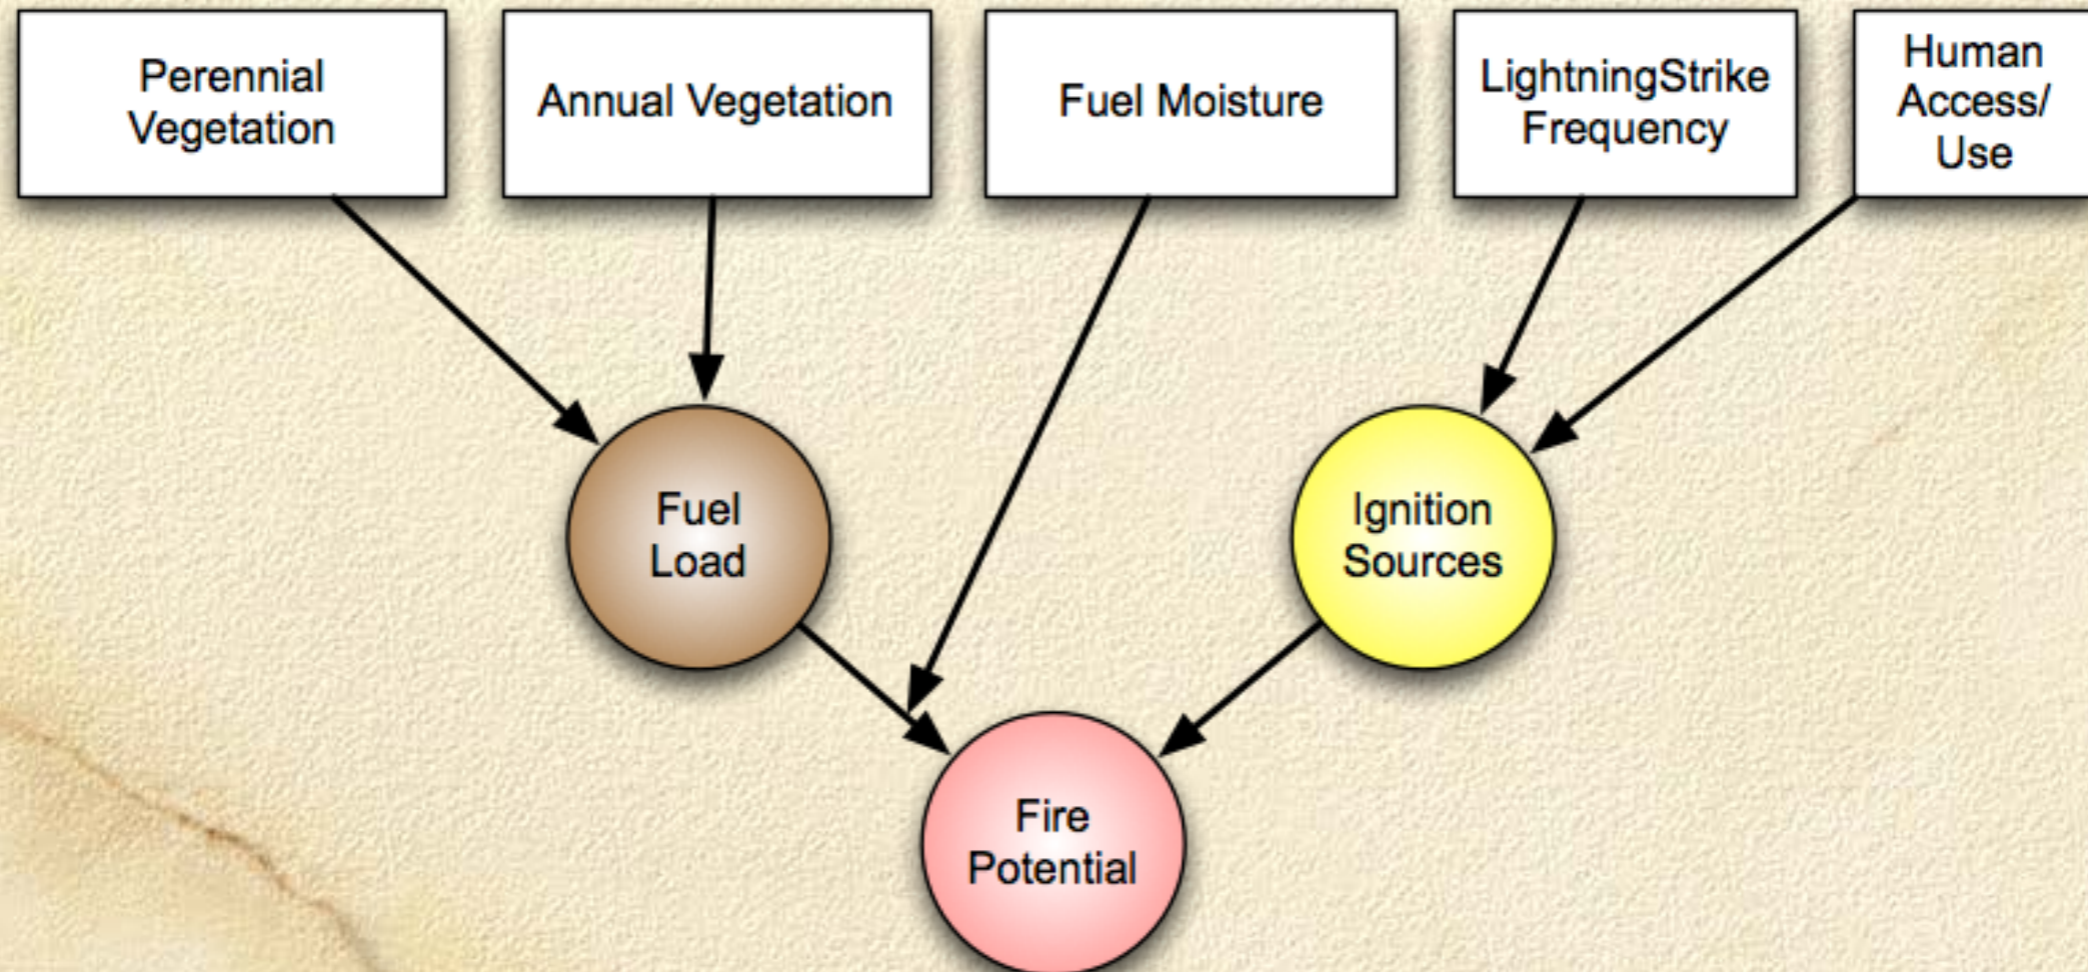 Perennial
Vegetation
Annual Vegetation
Fuel Moisture
LightningStrike
Frequency
Human
Access/
Use
Fuel
Load
Ignition
Sources
Fire
Potential